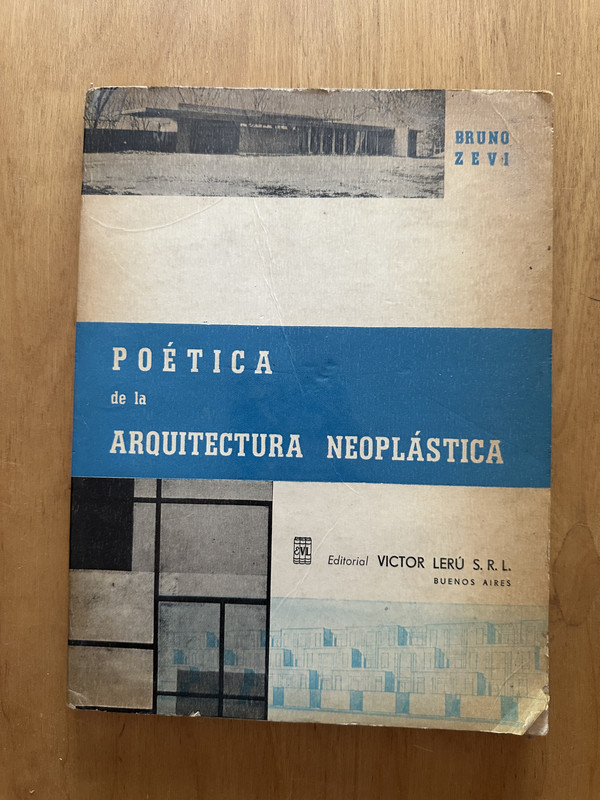 BRUNO
ZEVI
POÉTICA
de la
ARQUITECTURA NEOPLÁSTICA
EVL
Editorial VICTOR LERÚ S. R. L.
BUENOS AIRES